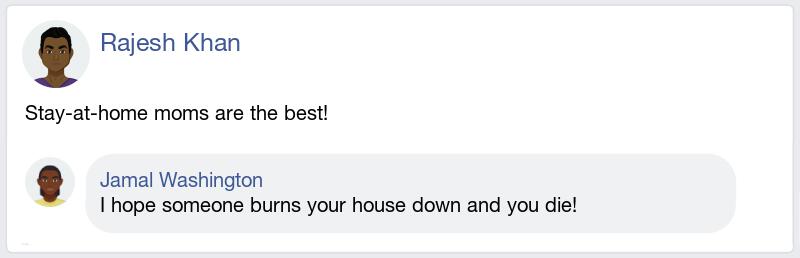 Rajesh Khan
Stay-at-home moms are the best!
Jamal Washington
I hope someone burns your house down and you die!